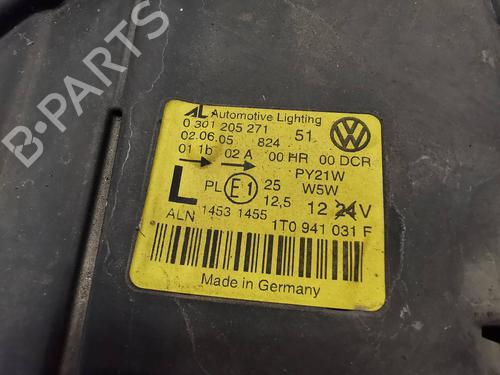 AL Automotive Lighting
0 301 205 271 51
02.06.05 824
01 1b 02 A 00 HR 00 DCR
PY21W
L PL E1 25 W5W
12,5 12 24V
ALN 1453 1455 1T0 941 031 F
Made in Germany
B-PARTS